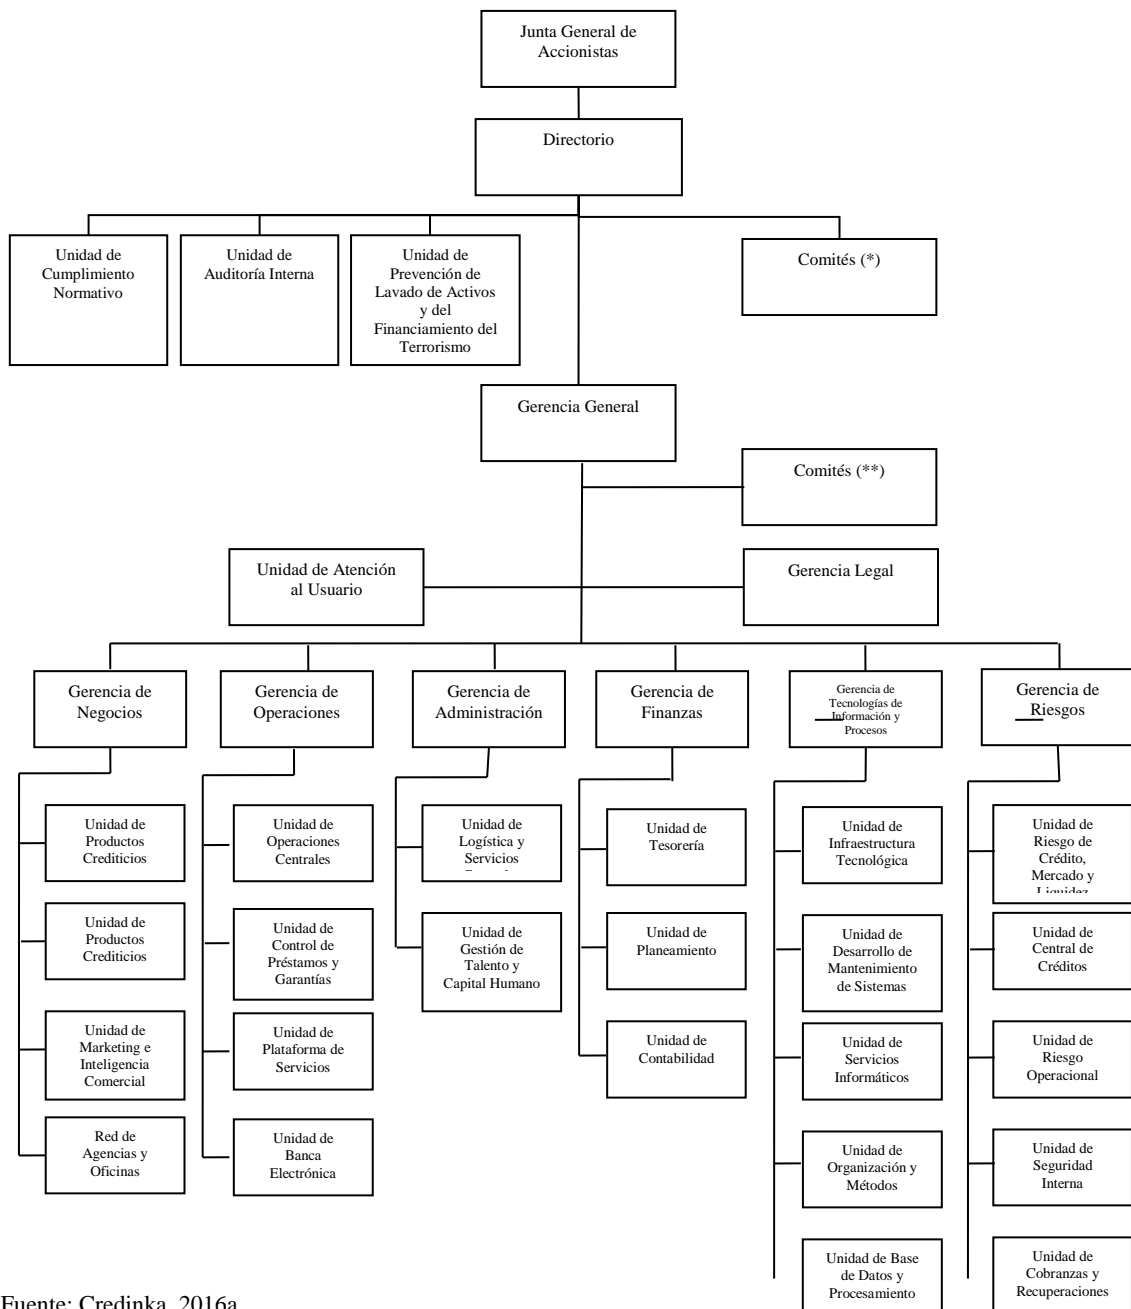 Junta General de
Accionistas
Directorio
Unidad de
Cumplimiento
Normativo
Unidad de
Auditoría Interna
Unidad de
Prevención de
Lavado de Activos
y del
Financiamiento del
Terrorismo
Comités (*)
Gerencia General
Comités (**)
Unidad de Atención
al Usuario
Gerencia Legal
Gerencia de
Negocios
Gerencia de
Operaciones
Gerencia de
Administración
Gerencia de
Finanzas
Gerencia de
Tecnologías de
Información y
Procesos
Gerencia de
Riesgos
Unidad de
Productos
Crediticios
Unidad de
Productos
Crediticios
Unidad de
Marketing e
Inteligencia
Comercial
Red de
Agencias y
Oficinas
Unidad de
Operaciones
Centrales
Unidad de
Control de
Préstamos y
Garantías
Unidad de
Plataforma de
Servicios
Unidad de
Banca
Electrónica
Unidad de
Logística y
Servicios
Unidad de
Gestión de
Talento y
Capital Humano
Unidad de
Tesorería
Unidad de
Planeamiento
Unidad de
Contabilidad
Unidad de
Infraestructura
Tecnológica
Unidad de
Desarrollo de
Mantenimiento
de Sistemas
Unidad de
Servicios
Informáticos
Unidad de
Organización y
Métodos
Unidad de Base
de Datos y
Procesamiento
Unidad de
Riesgo de
Crédito,
Mercado y
Liquidez
Unidad de
Central de
Créditos
Unidad de
Riesgo
Operacional
Unidad de
Seguridad
Interna
Unidad de
Cobranzas y
Recuperaciones
Fuente: Credinka, 2016a